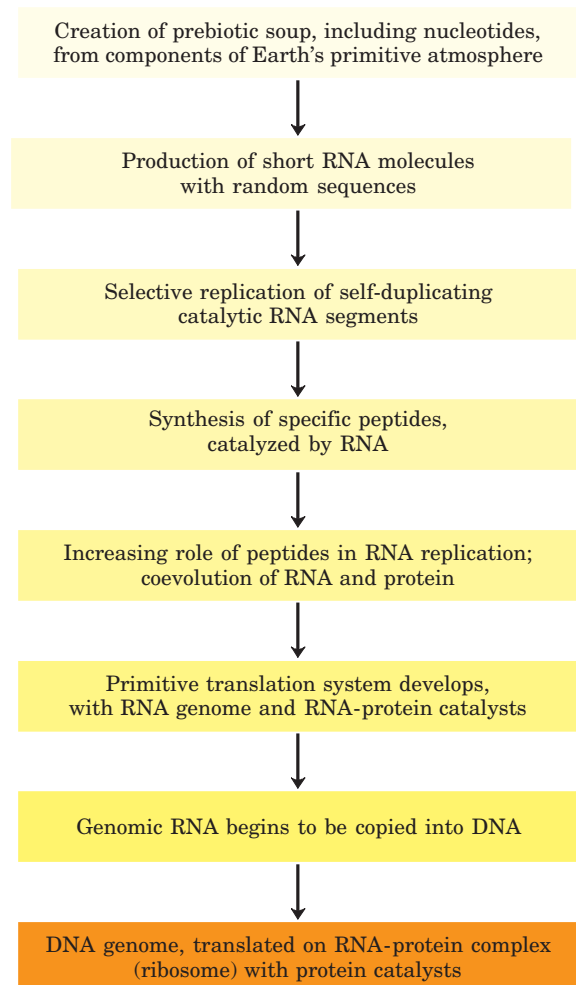 Creation of prebiotic soup, including nucleotides,
from components of Earth's primitive atmosphere
Production of short RNA molecules
with random sequences
Selective replication of self-duplicating
catalytic RNA segments
Synthesis of specific peptides,
catalyzed by RNA
Increasing role of peptides in RNA replication;
coevolution of RNA and protein
Primitive translation system develops,
with RNA genome and RNA-protein catalysts
Genomic RNA begins to be copied into DNA
DNA genome, translated on RNA-protein complex
(ribosome) with protein catalysts